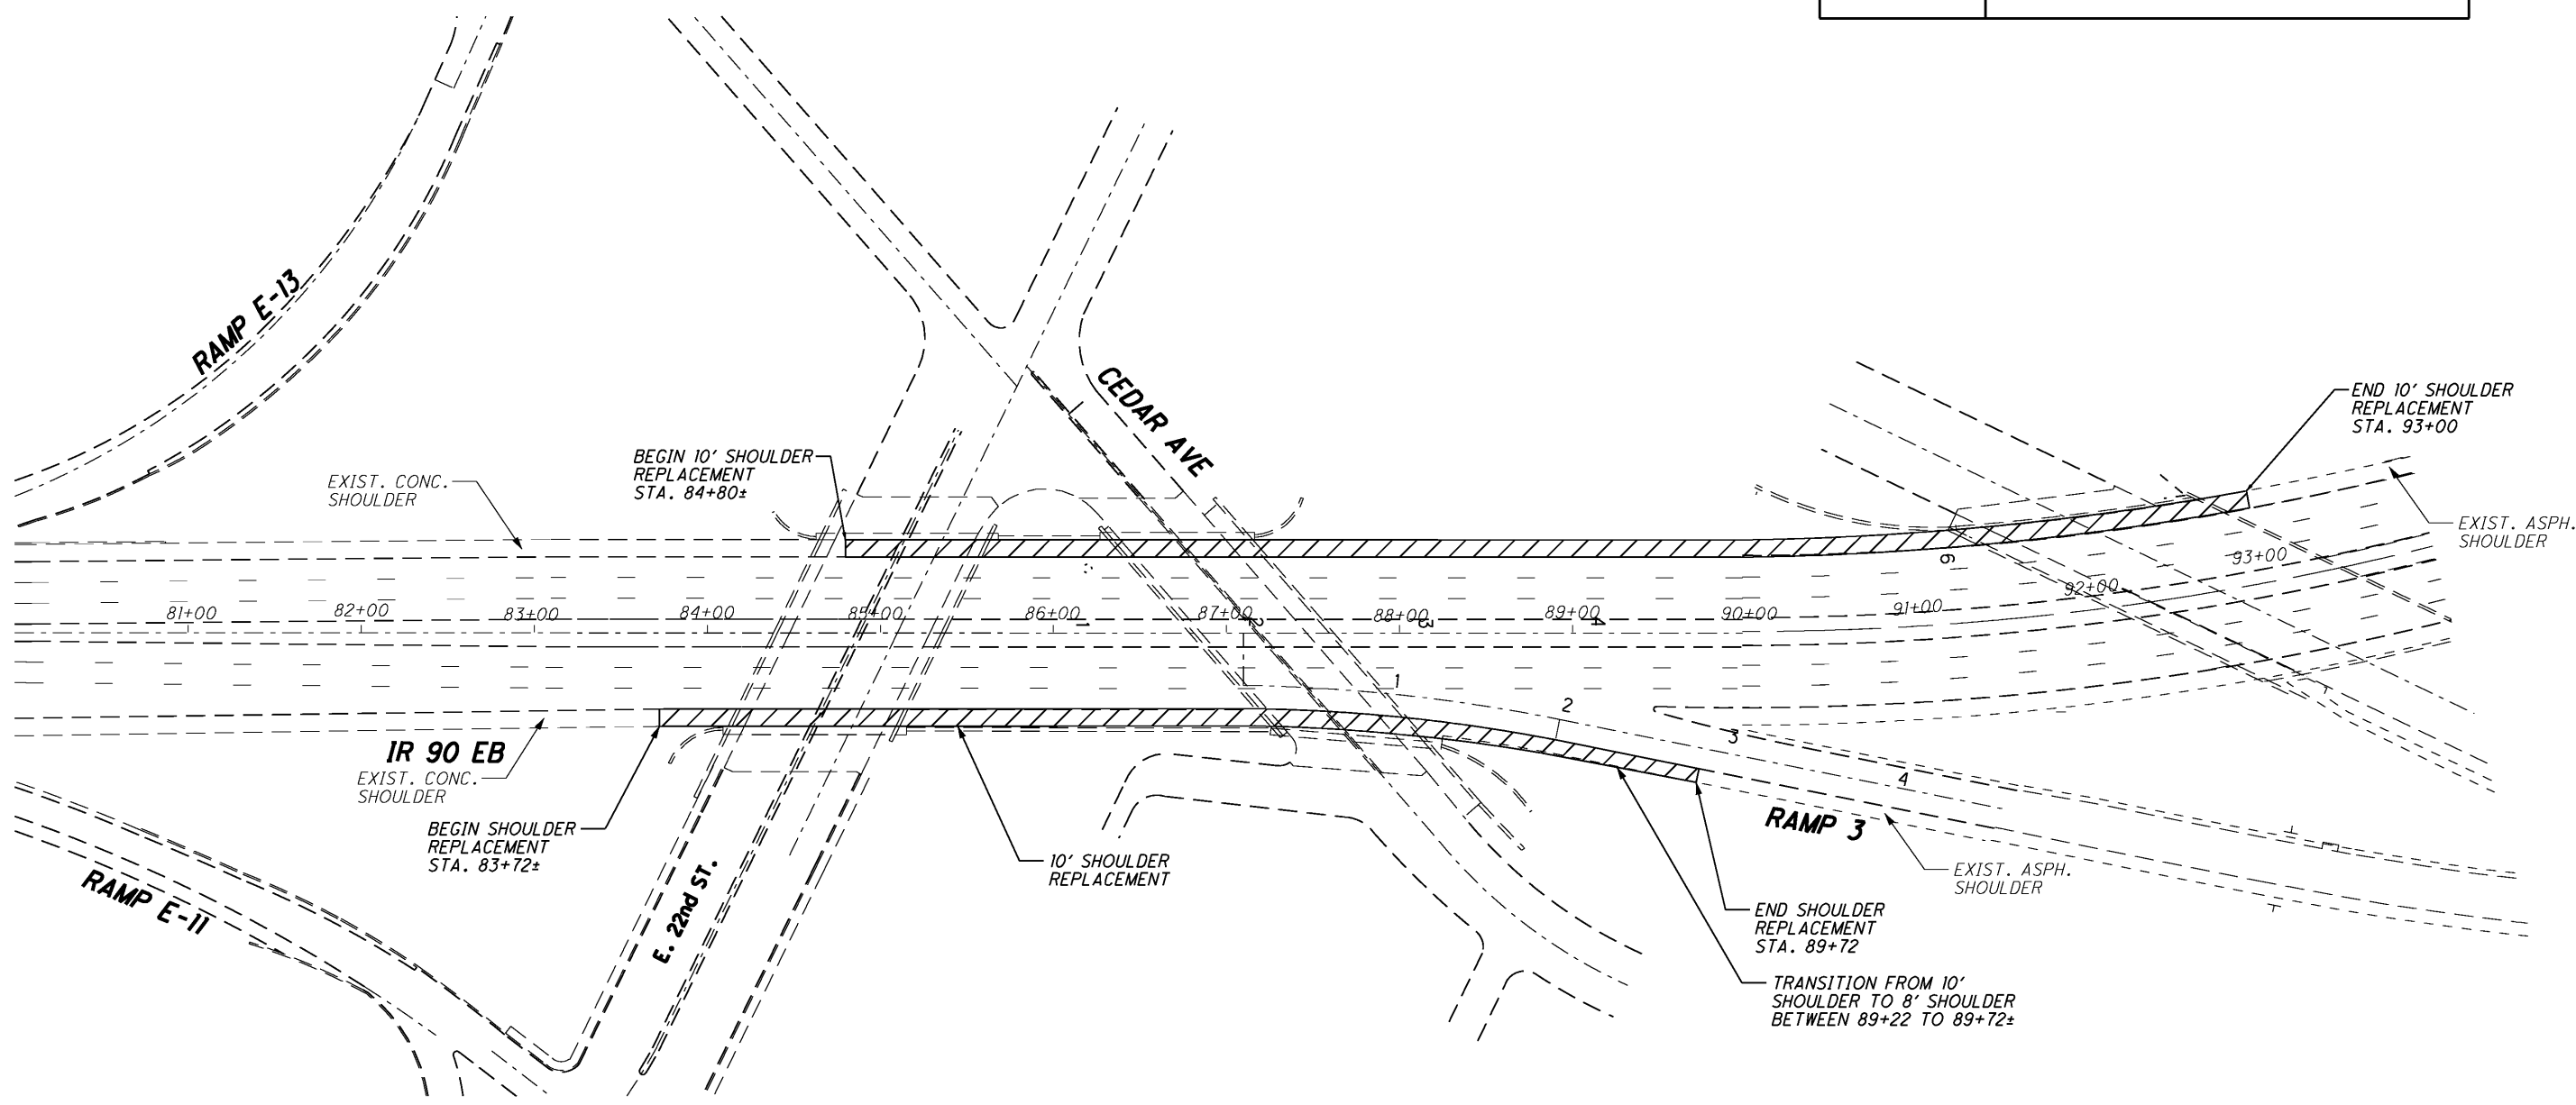 RAMP E-13
CEDAR AVE
END 10' SHOULDER
REPLACEMENT
STA. 93+00
BEGIN 10' SHOULDER
REPLACEMENT
STA. 84+80±
EXIST. CONC.
SHOULDER
EXIST. ASPH.
SHOULDER
6
81+00
82+00
83+00
84+00
85+00
86+00
87+00
88+00
89+00
90+00
91+00
92+00
93+00
1
2
3
4
1
2
3
4
IR 90 EB
EXIST. CONC.
SHOULDER
BEGIN SHOULDER
REPLACEMENT
STA. 83+72±
10' SHOULDER
REPLACEMENT
RAMP 3
EXIST. ASPH.
SHOULDER
RAMP E-11
E. 22nd ST.
END SHOULDER
REPLACEMENT
STA. 89+72
TRANSITION FROM 10'
SHOULDER TO 8' SHOULDER
BETWEEN 89+22 TO 89+72±